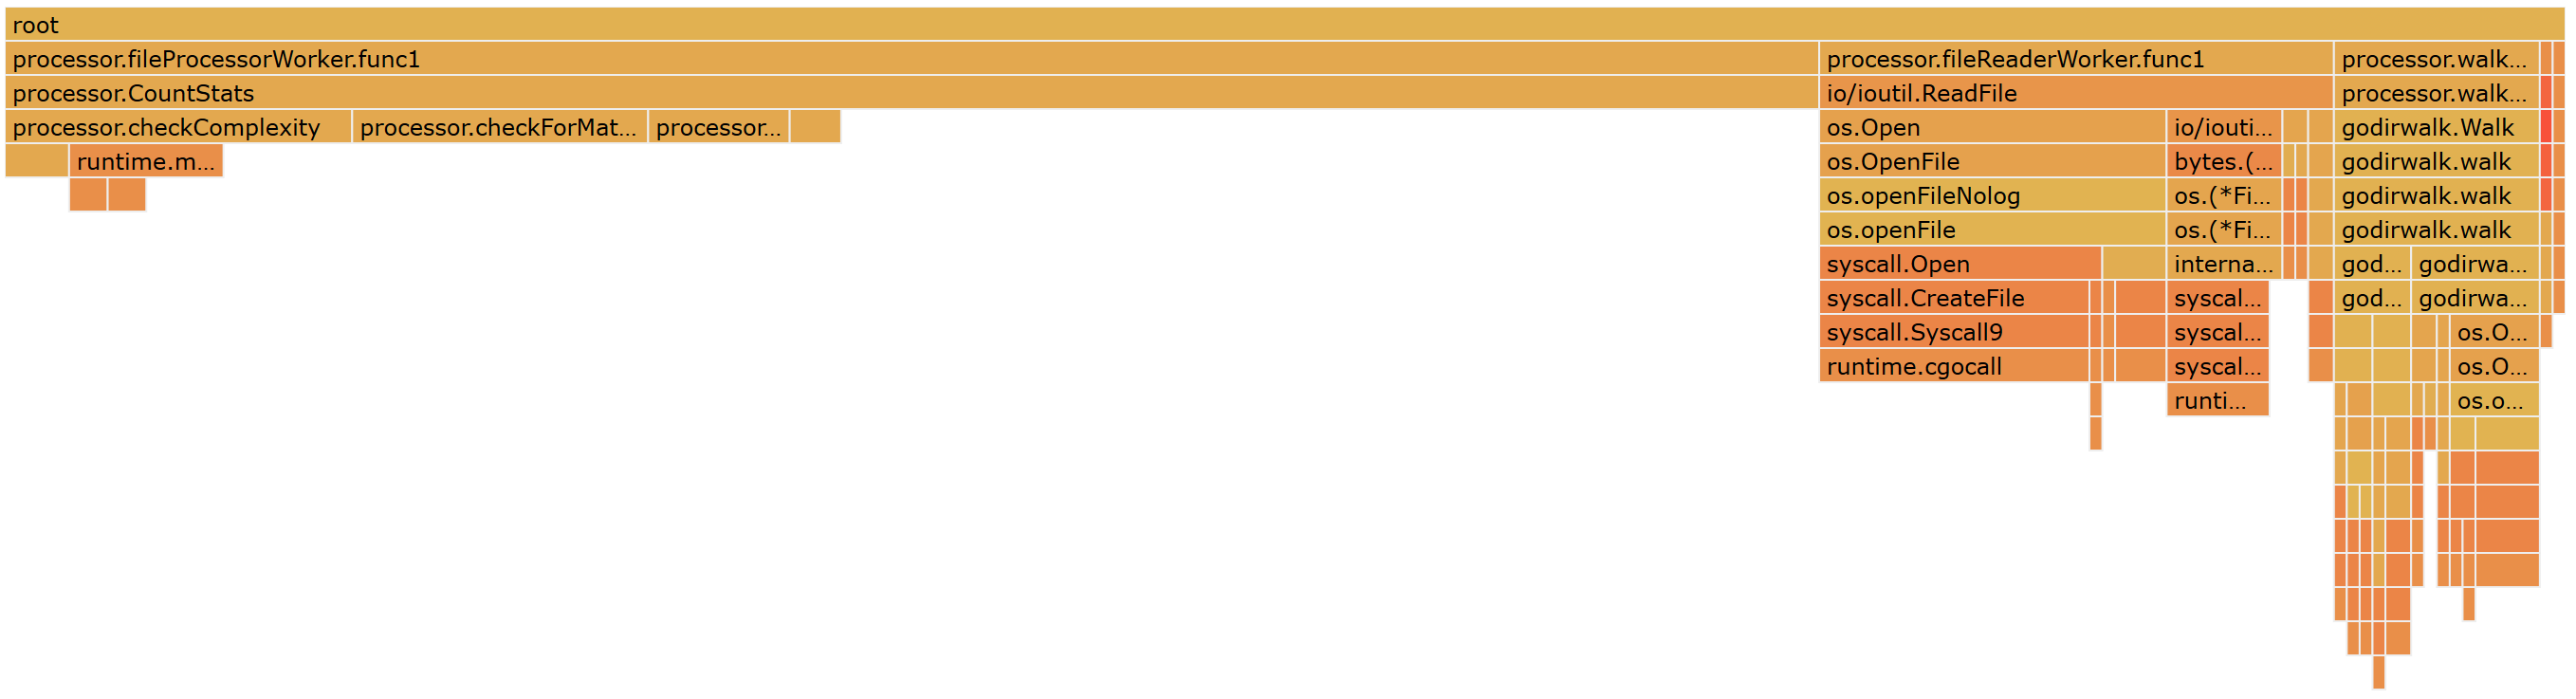 root
processor.fileProcessorWorker.func1 processor.fileReaderWorker.func1 processor.walk...
processor.CountStats io/ioutil.ReadFile processor.walk...
processor.checkComplexity processor.checkForMat... processor... os.Open io/iouti... godirwalk.Walk
runtime.m... os.OpenFile bytes.(... godirwalk.walk
os.openFileNolog os.(*Fi... godirwalk.walk
os.openFile os.(*Fi... godirwalk.walk
syscall.Open interna... god... godirwa...
syscall.CreateFile syscal... god... godirwa...
syscall.Syscall9 syscal... os.O...
runtime.cgocall syscal... os.O...
runti... os.o...